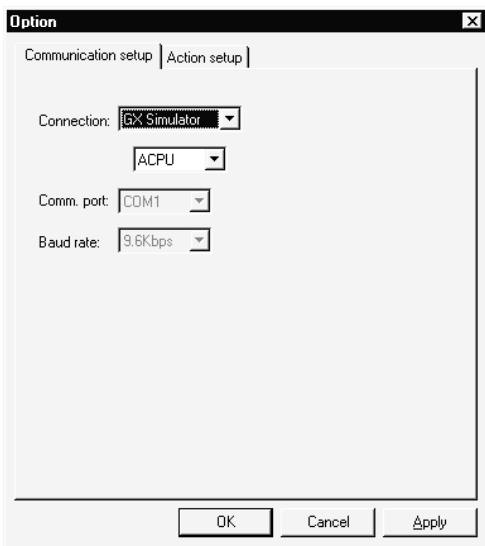 Option
Communication setup Action setup
Connection: GX Simulator
ACPU
Comm. port: COM1
Baud rate: 9.6Kbps
OK Cancel Apply